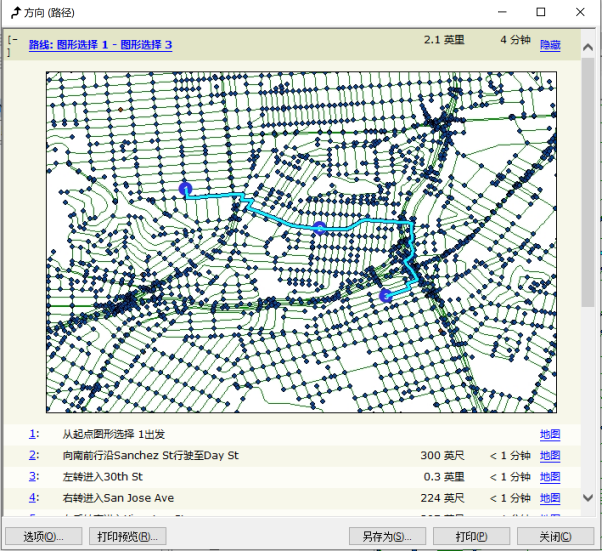 方向 (路径)
[-] 路线: 图形选择 1 - 图形选择 3 2.1 英里 4 分钟 隐藏
1: 从起点图形选择 1出发 地图
2: 向南前行沿Sanchez St行驶至Day St 300 英尺 < 1 分钟 地图
3: 左转进入30th St 0.3 英里 < 1 分钟 地图
4: 右转进入San Jose Ave 224 英尺 < 1 分钟 地图
选项(O)... 打印预览(R)... 另存为(S)... 打印(P) 关闭(C)